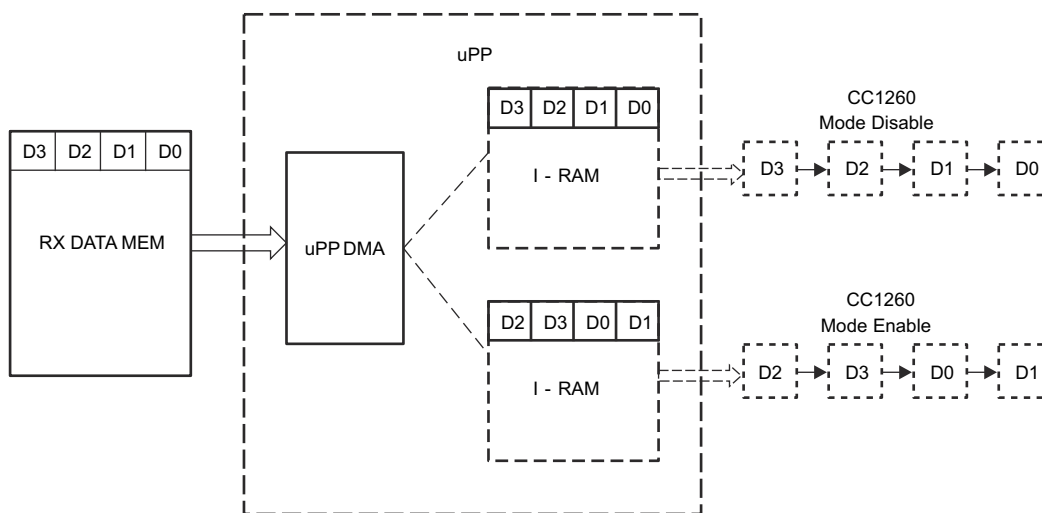 uPP
D3 D2 D1 D0
RX DATA MEM
uPP DMA
D3 D2 D1 D0
I - RAM
CC1260
Mode Disable
D3 D2 D1 D0
D2 D3 D0 D1
I - RAM
CC1260
Mode Enable
D2 D3 D0 D1